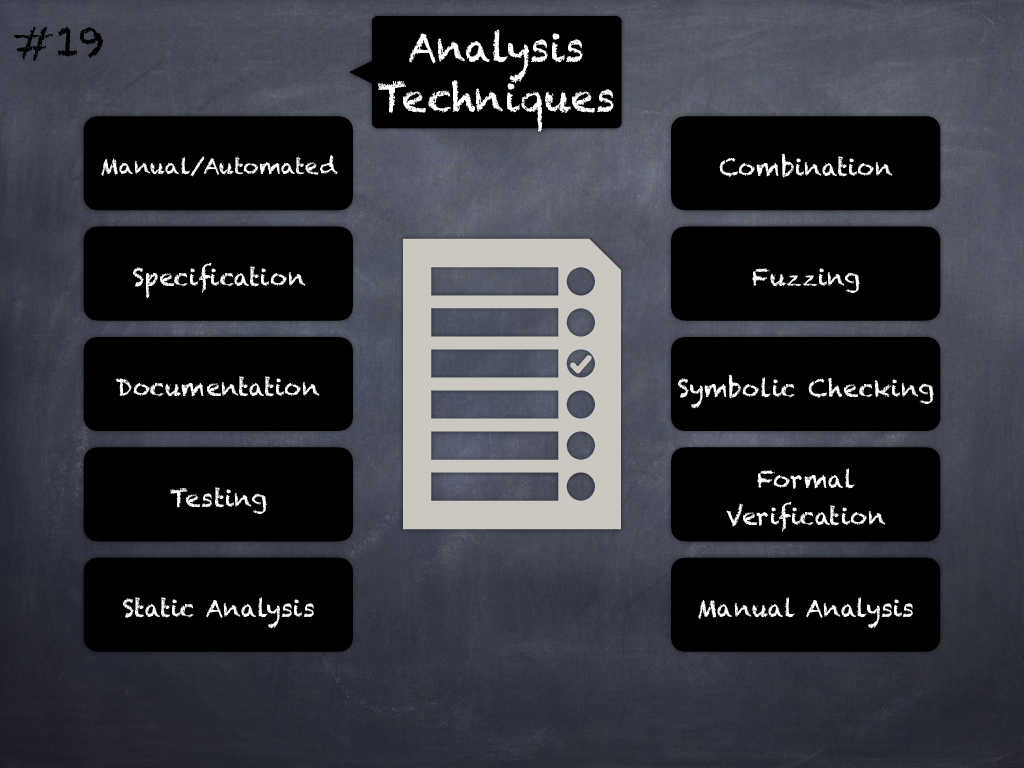 #19
Analysis
Techniques
Manual/Automated
Specification
Documentation
Testing
Static Analysis
Combination
Fuzzing
Symbolic Checking
Formal
Verification
Manual Analysis